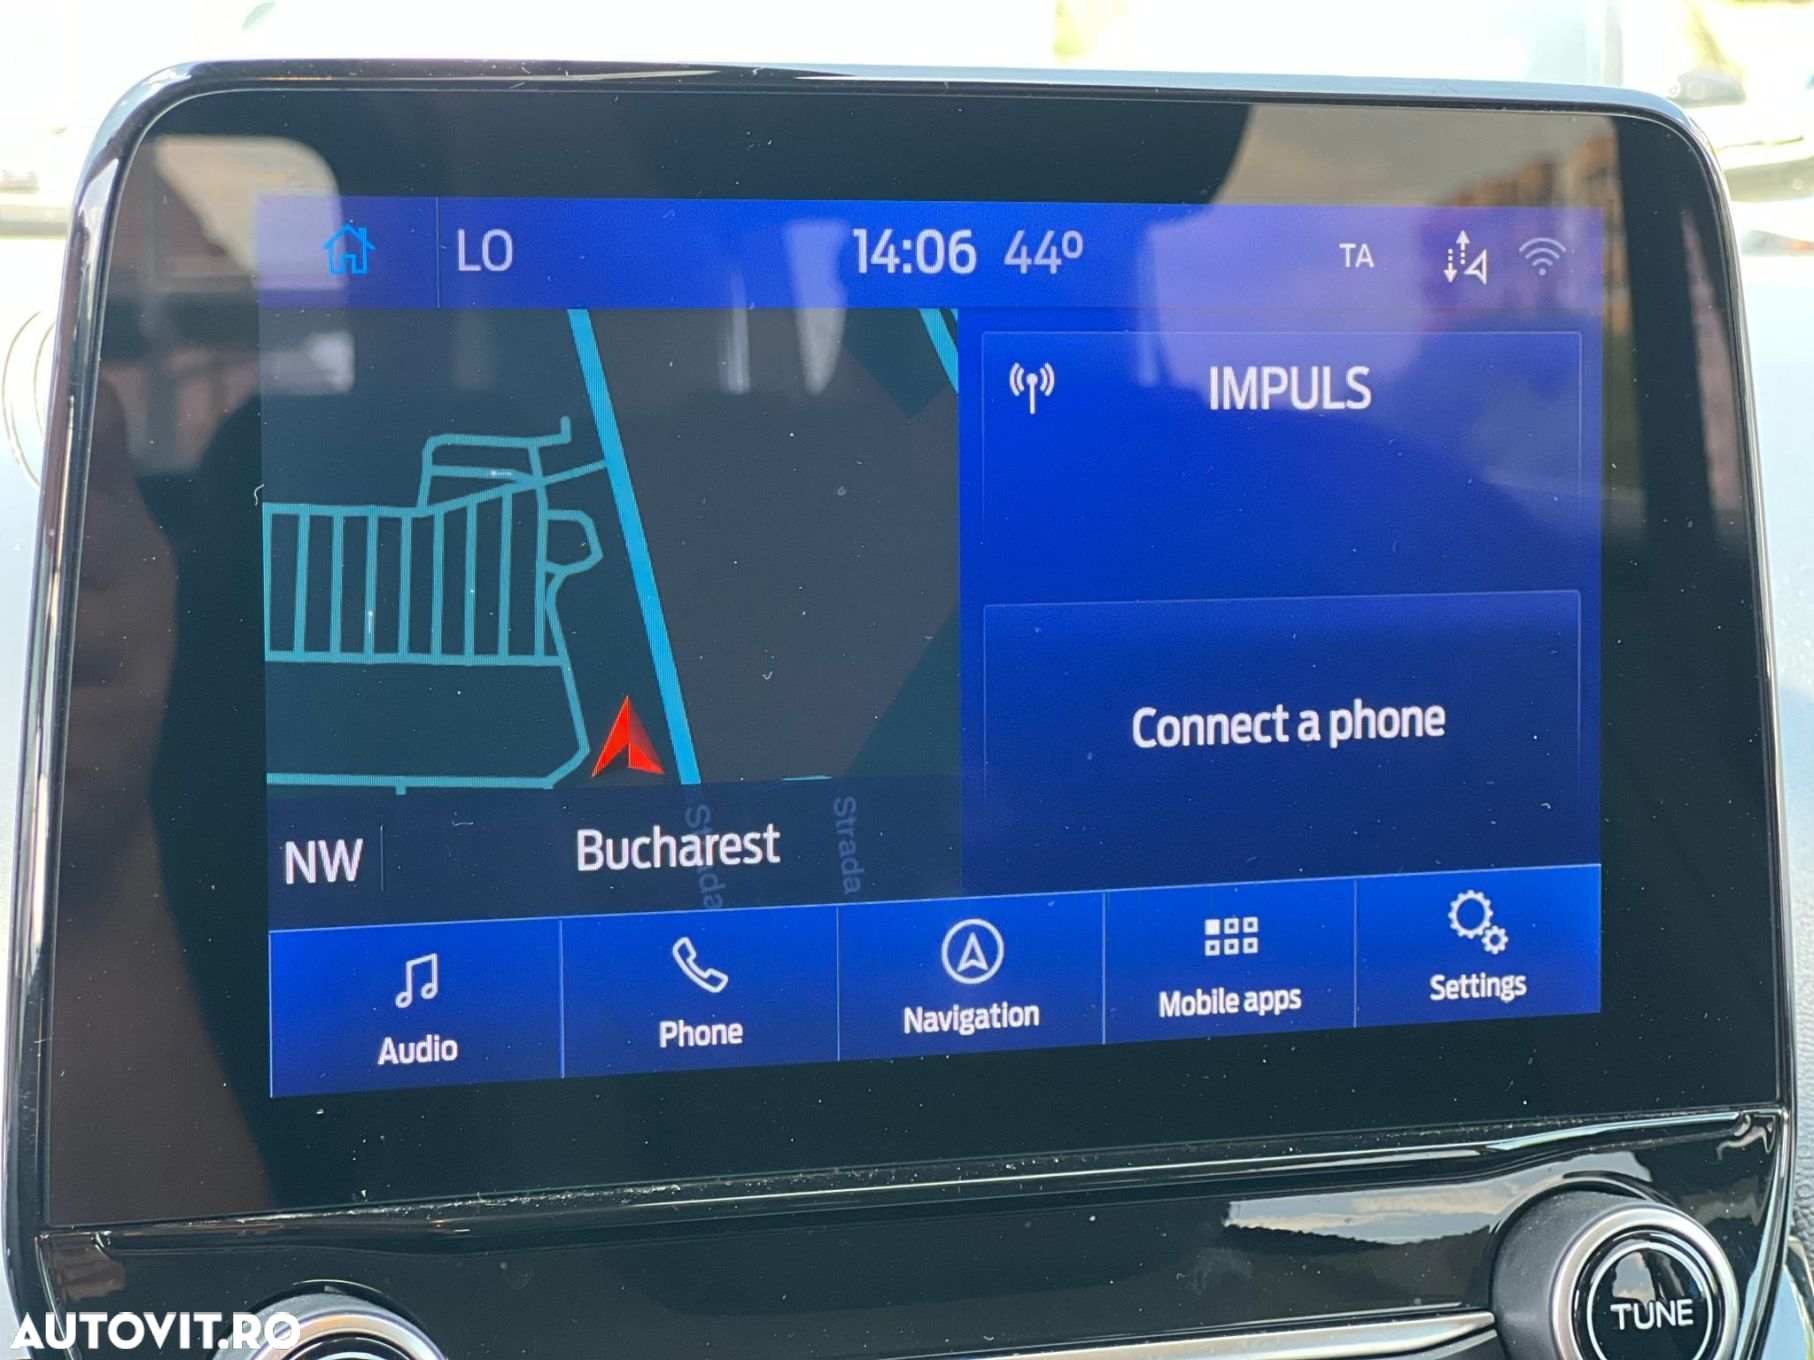 LO 14:06 44º TA
IMPULS
Connect a phone
Strada
Strada
NW Bucharest
Audio
Phone
Navigation
Mobile apps
Settings
TUNE
AUTOVIT.RO